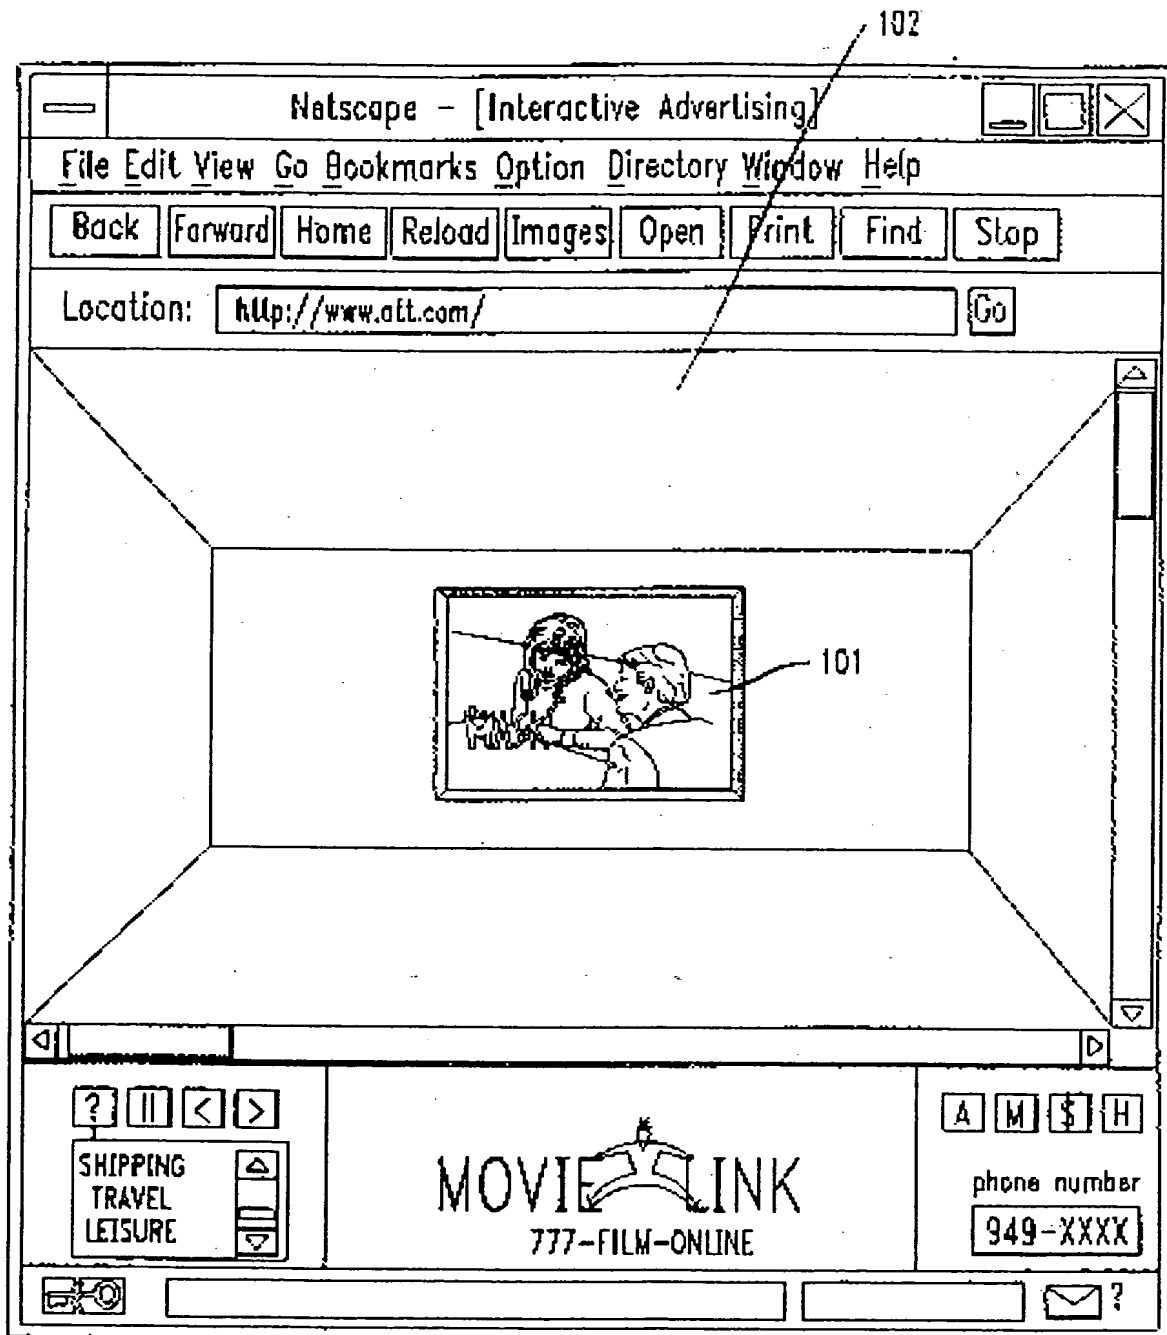 102
Netscape - [Interactive Advertising]
File Edit View Go Bookmarks Option Directory Window Help
Back Forward Home Reload Images Open Print Find Stop
Location: http://www.att.com/ Go
101
? || < > A M $ H
SHIPPING
TRAVEL
LEISURE
MOVIE LINK
777-FILM-ONLINE
phone number
949-XXXX
?